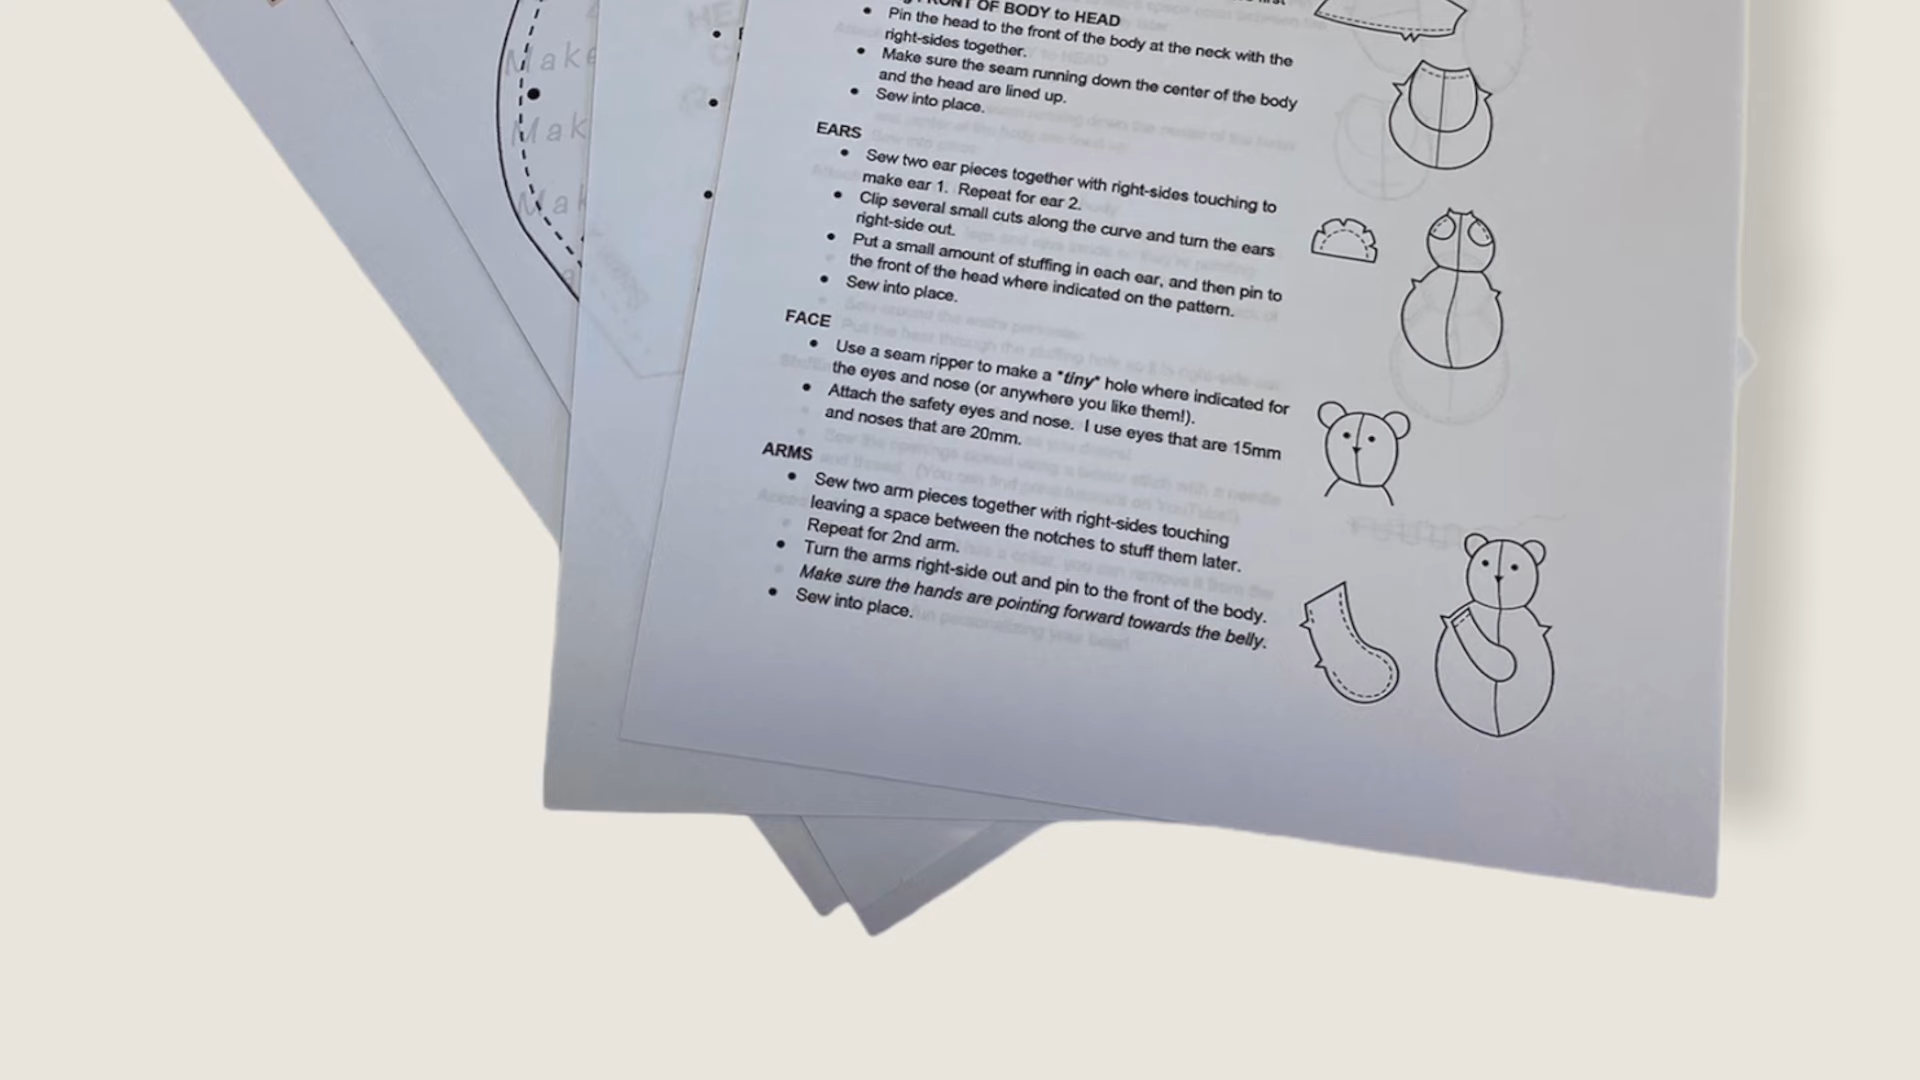 FRONT OF BODY to HEAD
Pin the head to the front of the body at the neck with the
right-sides together.
Make sure the seam running down the center of the body
and the head are lined up.
Sew into place.
EARS
Sew two ear pieces together with right-sides touching to
make ear 1. Repeat for ear 2.
Clip several small cuts along the curve and turn the ears
right-side out.
Put a small amount of stuffing in each ear, and then pin to
the front of the head where indicated on the pattern.
Sew into place.
FACE
Use a seam ripper to make a *tiny* hole where indicated for
the eyes and nose (or anywhere you like them!).
Attach the safety eyes and nose. I use eyes that are 15mm
and noses that are 20mm.
ARMS
Sew two arm pieces together with right-sides touching
leaving a space between the notches to stuff them later.
Repeat for 2nd arm.
Turn the arms right-side out and pin to the front of the body.
Make sure the hands are pointing forward towards the belly.
Sew into place.
Make
Mak
Mak